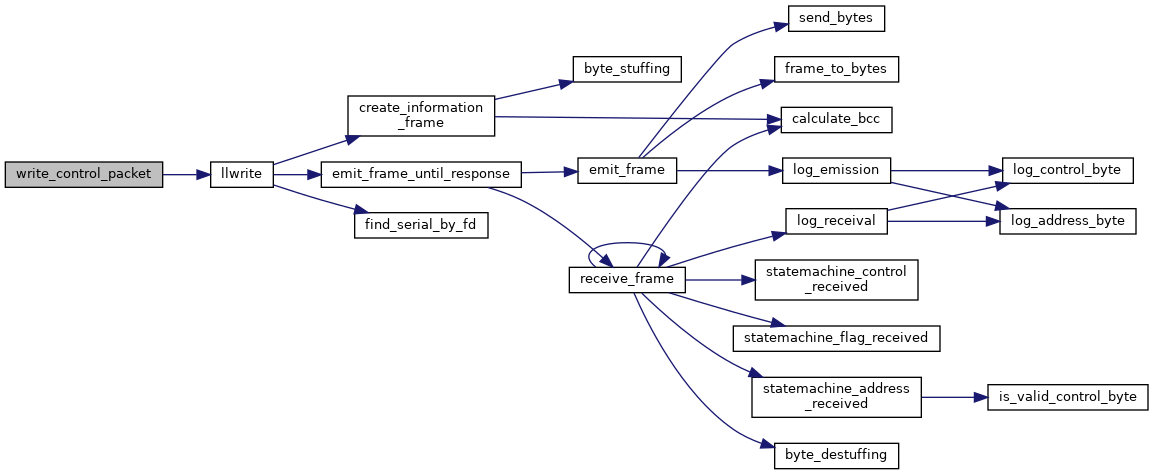 write_control_packet
llwrite
create_information
_frame
emit_frame_until_response
find_serial_by_fd
byte_stuffing
emit_frame
receive_frame
send_bytes
frame_to_bytes
calculate_bcc
log_emission
log_receival
statemachine_control
_received
statemachine_flag_received
statemachine_address
_received
byte_destuffing
log_control_byte
log_address_byte
is_valid_control_byte